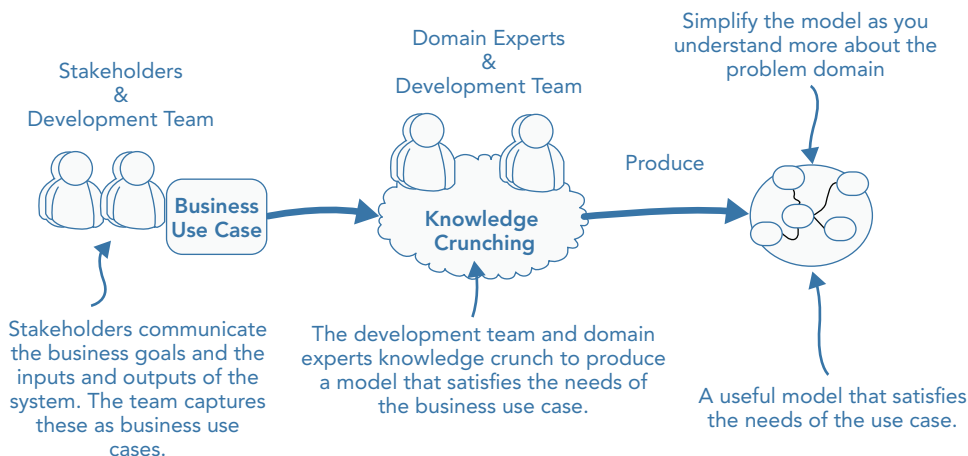 Stakeholders
&
Development Team
Business
Use Case
Stakeholders communicate
the business goals and the
inputs and outputs of the
system. The team captures
these as business use
cases.
Domain Experts
&
Development Team
Knowledge
Crunching
The development team and domain
experts knowledge crunch to produce
a model that satisfies the needs of
the business use case.
Produce
Simplify the model as you
understand more about the
problem domain
A useful model that satisfies
the needs of the use case.